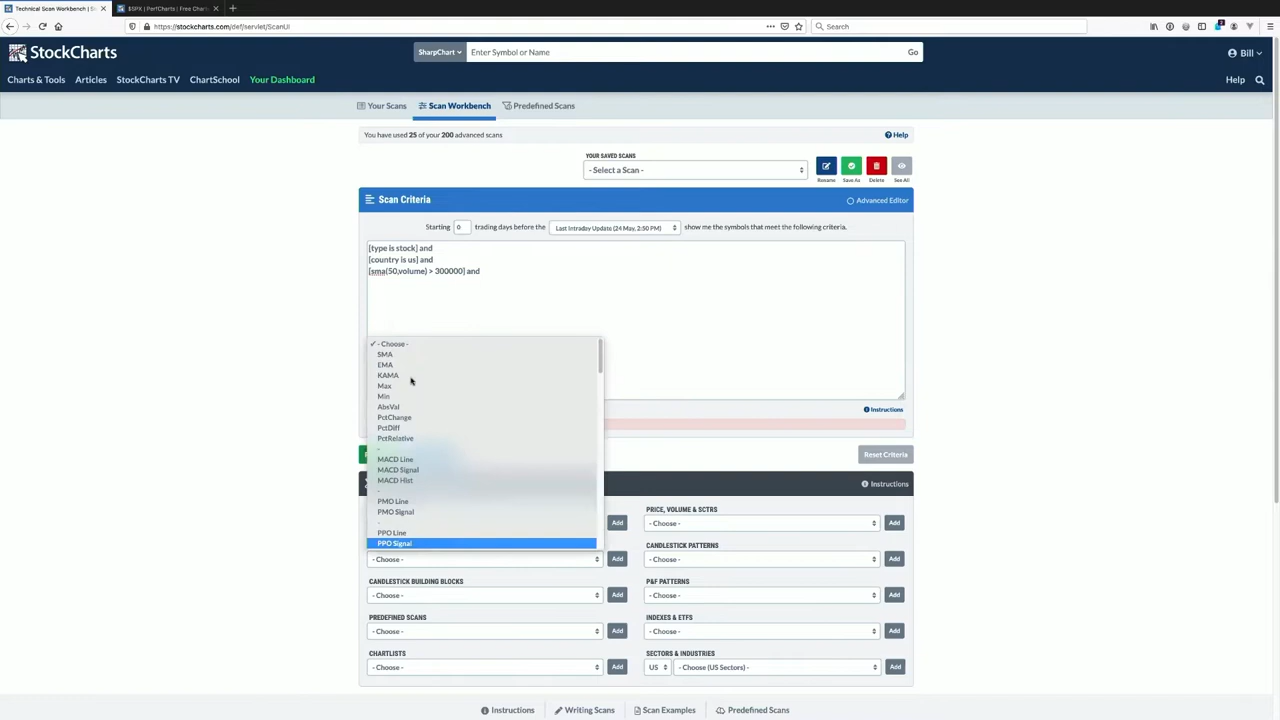 Technical Scan Workbench
$SPX | PerfCharts | Free Chart
https://stockcharts.com/def/servlet/ScanUI
Search
StockCharts
SharpChart
Enter Symbol or Name
Go
Bill
Charts & Tools
Articles
StockCharts TV
ChartSchool
Your Dashboard
Help
Your Scans
Scan Workbench
Predefined Scans
You have used 25 of your 200 advanced scans
Help
YOUR SAVED SCANS
- Select a Scan -
Rename
Save As
Delete
See All
Scan Criteria
Advanced Editor
Starting 0 trading days before the Last Intraday Update (24 May, 2:50 PM) show me the symbols that meet the following criteria.
[type is stock] and
[country is us] and
[sma(50,volume) > 300000] and
- Choose -
SMA
EMA
KAMA
Max
Min
AbsVal
PctChange
PctDiff
PctRelative
-
MACD Line
MACD Signal
MACD Hist
-
PMO Line
PMO Signal
-
PPO Line
PPO Signal
Instructions
Reset Criteria
Instructions
Add
PRICE, VOLUME & SCTRS
- Choose -
Add
- Choose -
Add
CANDLESTICK PATTERNS
- Choose -
Add
CANDLESTICK BUILDING BLOCKS
- Choose -
Add
P&F PATTERNS
- Choose -
Add
PREDEFINED SCANS
- Choose -
Add
INDEXES & ETFS
- Choose -
Add
CHARTLISTS
- Choose -
Add
SECTORS & INDUSTRIES
US
- Choose (US Sectors) -
Add
Instructions
Writing Scans
Scan Examples
Predefined Scans